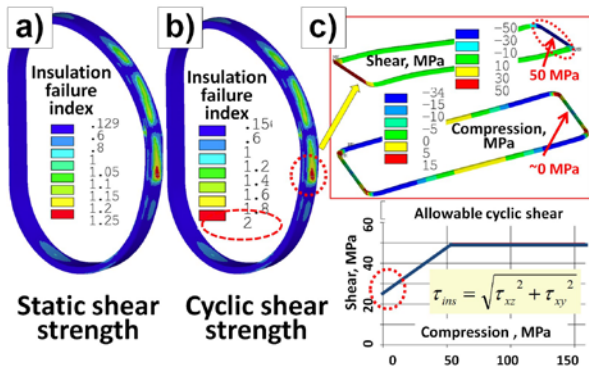 a)
Insulation
failure
index
.129
.6
.8
1
1.05
1.15
1.2
1.25
Static shear
strength
b)
Insulation
failure
index
.6
1
1.2
1.4
1.6
1.8
2
Cyclic shear
strength
c)
Shear, MPa
-50
-30
-10
10
30
50
50 MPa
Compression,
MPa
-34
-15
-10
-5
0
5
15
~0 MPa
Allowable cyclic shear
Shear, MPa
60
40
20
0
τins = √τxz² + τxy²
Compression , MPa
0 50 100 150